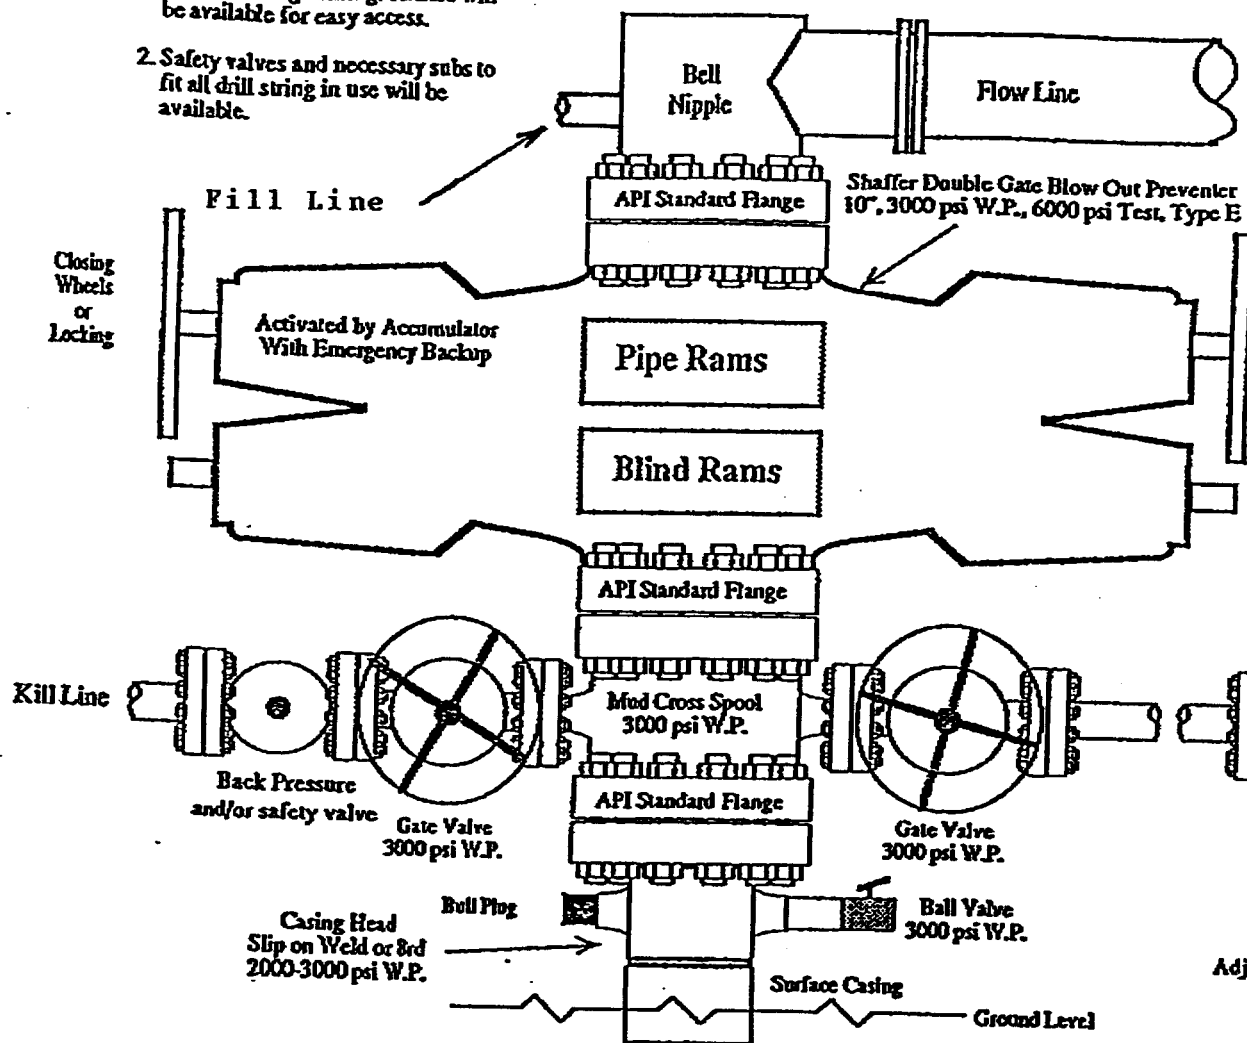 be available for easy access.
2. Safety valves and necessary subs to
fit all drill string in use will be
available.
Bell
Nipple
Flow Line
Fill Line
API Standard Flange
Shaffer Double Gate Blow Out Preventer
10", 3000 psi W.P., 6000 psi Test, Type E
Closing
Wheels
or
Locking
Activated by Accumulator
With Emergency Backup
Pipe Rams
Blind Rams
API Standard Flange
Kill Line
Mud Cross Spool
3000 psi W.P.
Back Pressure
and/or safety valve
API Standard Flange
Gate Valve
3000 psi W.P.
Gate Valve
3000 psi W.P.
Bull Plug
Ball Valve
3000 psi W.P.
Casing Head
Slip on Weld or 8rd
2000-3000 psi W.P.
Adj
Surface Casing
Ground Level